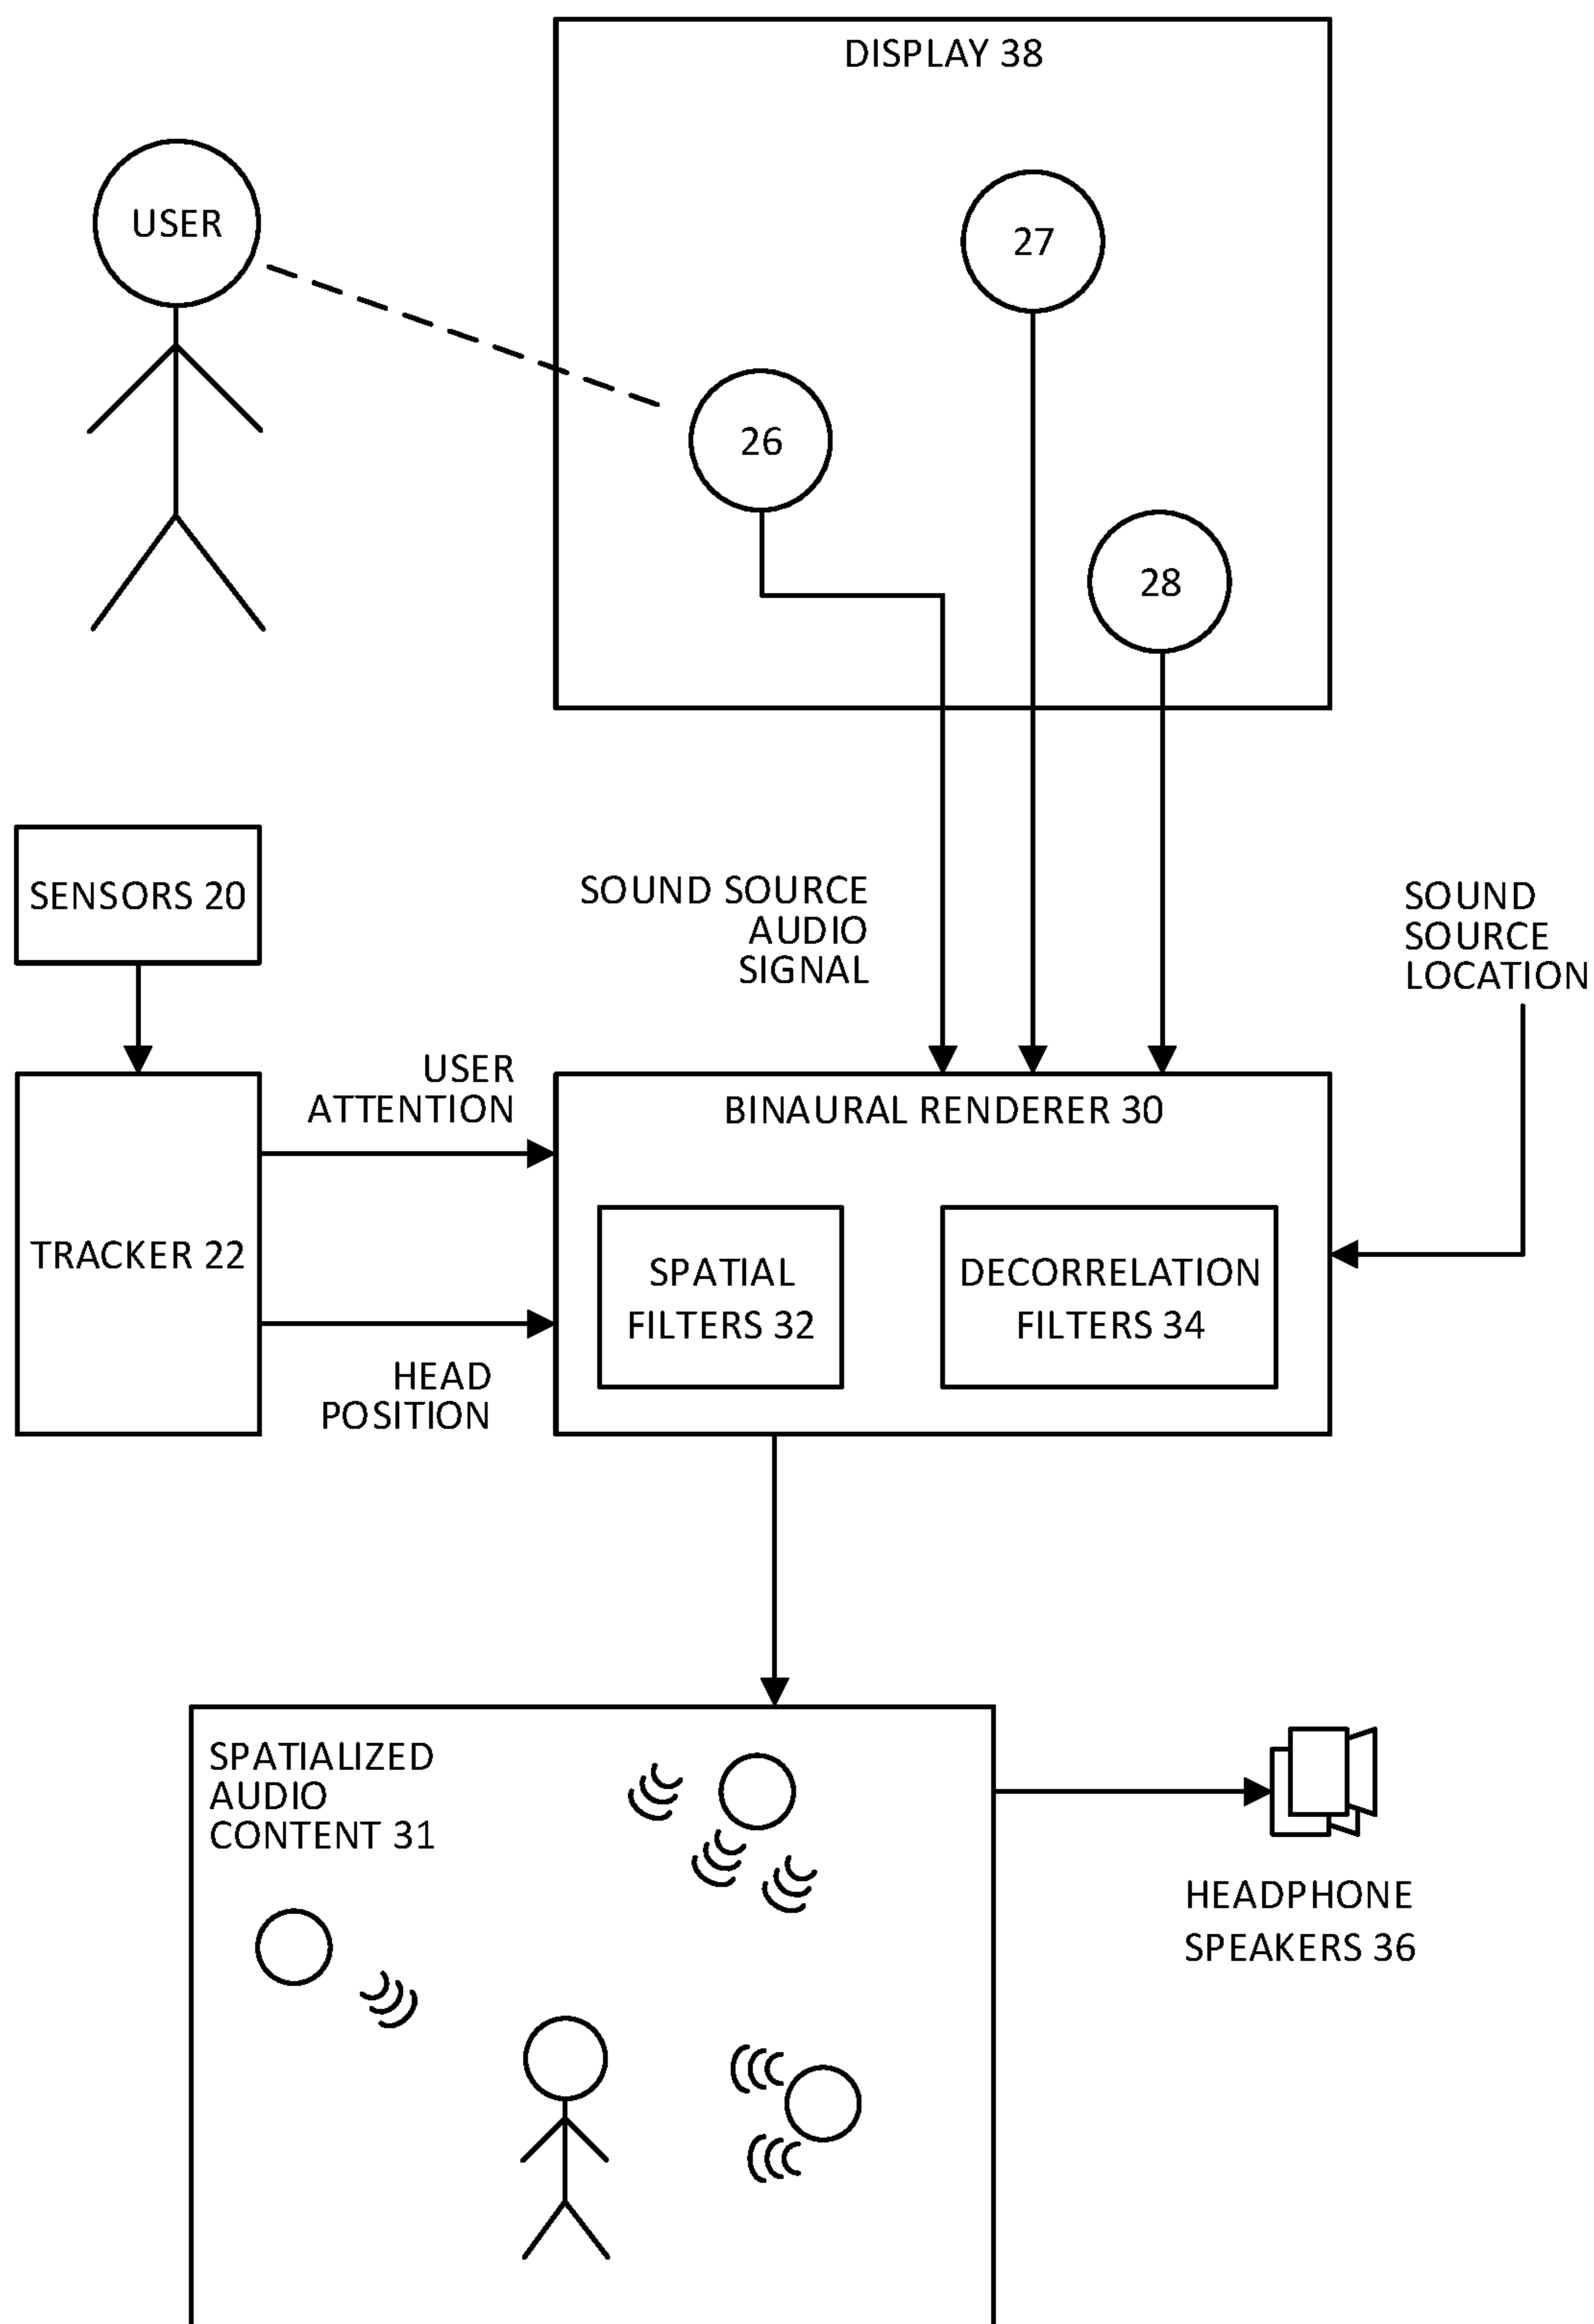 DISPLAY 38
USER
27
26
28
SENSORS 20
SOUND SOURCE
AUDIO
SIGNAL
SOUND
SOURCE
LOCATION
USER
ATTENTION
BINAURAL RENDERER 30
TRACKER 22
SPATIAL
FILTERS 32
DECORRELATION
FILTERS 34
HEAD
POSITION
SPATIALIZED
AUDIO
CONTENT 31
HEADPHONE
SPEAKERS 36